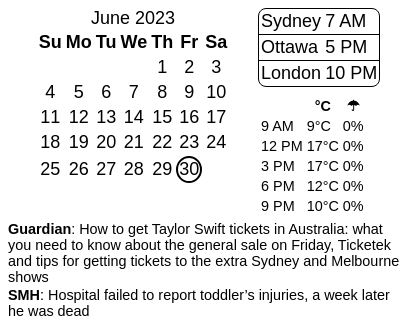 June 2023
Su Mo Tu We Th Fr Sa
1 2 3
4 5 6 7 8 9 10
11 12 13 14 15 16 17
18 19 20 21 22 23 24
25 26 27 28 29 30
Sydney 7 AM
Ottawa 5 PM
London 10 PM
°C ☂
9 AM 9°C 0%
12 PM 17°C 0%
3 PM 17°C 0%
6 PM 12°C 0%
9 PM 10°C 0%
Guardian: How to get Taylor Swift tickets in Australia: what
you need to know about the general sale on Friday, Ticketek
and tips for getting tickets to the extra Sydney and Melbourne
shows
SMH: Hospital failed to report toddler’s injuries, a week later
he was dead